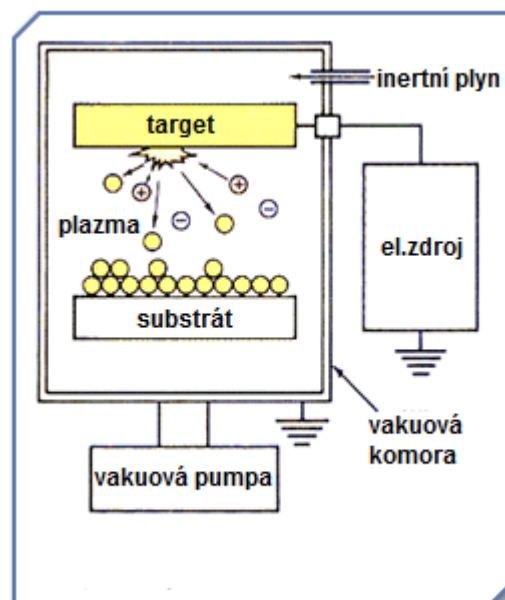 inertní plyn
target
+
+
−
−
plazma
el.zdroj
substrát
vakuová
komora
vakuová pumpa